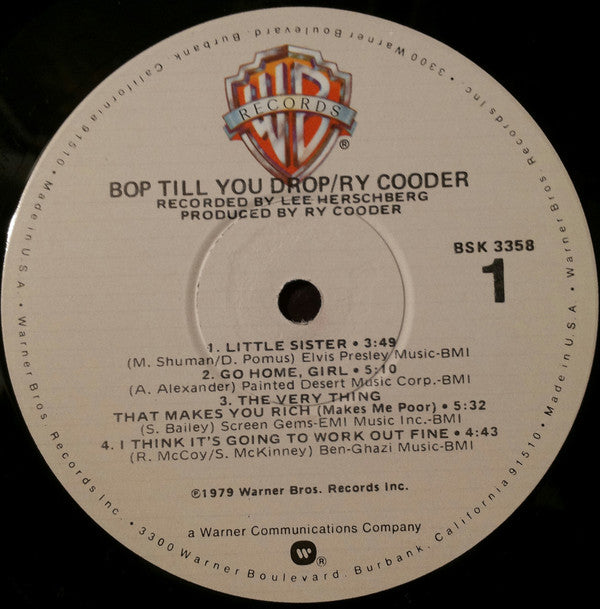 WB
RECORDS
®
BOP TILL YOU DROP/RY COODER
RECORDED BY LEE HERSCHBERG
PRODUCED BY RY COODER
BSK 3358
1
1. LITTLE SISTER • 3:49
(M. Shuman/D. Pomus) Elvis Presley Music-BMI
2. GO HOME, GIRL • 5:10
(A. Alexander) Painted Desert Music Corp.-BMI
3. THE VERY THING
THAT MAKES YOU RICH (Makes Me Poor) • 5:32
(S. Bailey) Screen Gems-EMI Music Inc.-BMI
4. I THINK IT'S GOING TO WORK OUT FINE • 4:43
(R. McCoy/S. McKinney) Ben-Ghazi Music-BMI
℗1979 Warner Bros. Records Inc.
a Warner Communications Company
®
Warner Bros. Records Inc. • 3300 Warner Boulevard, Burbank, California 91510 • Made in U.S.A. • Warner Bros. Records Inc. • 3300 Warner Boulevard, Burbank, California 91510 • Made in U.S.A. •